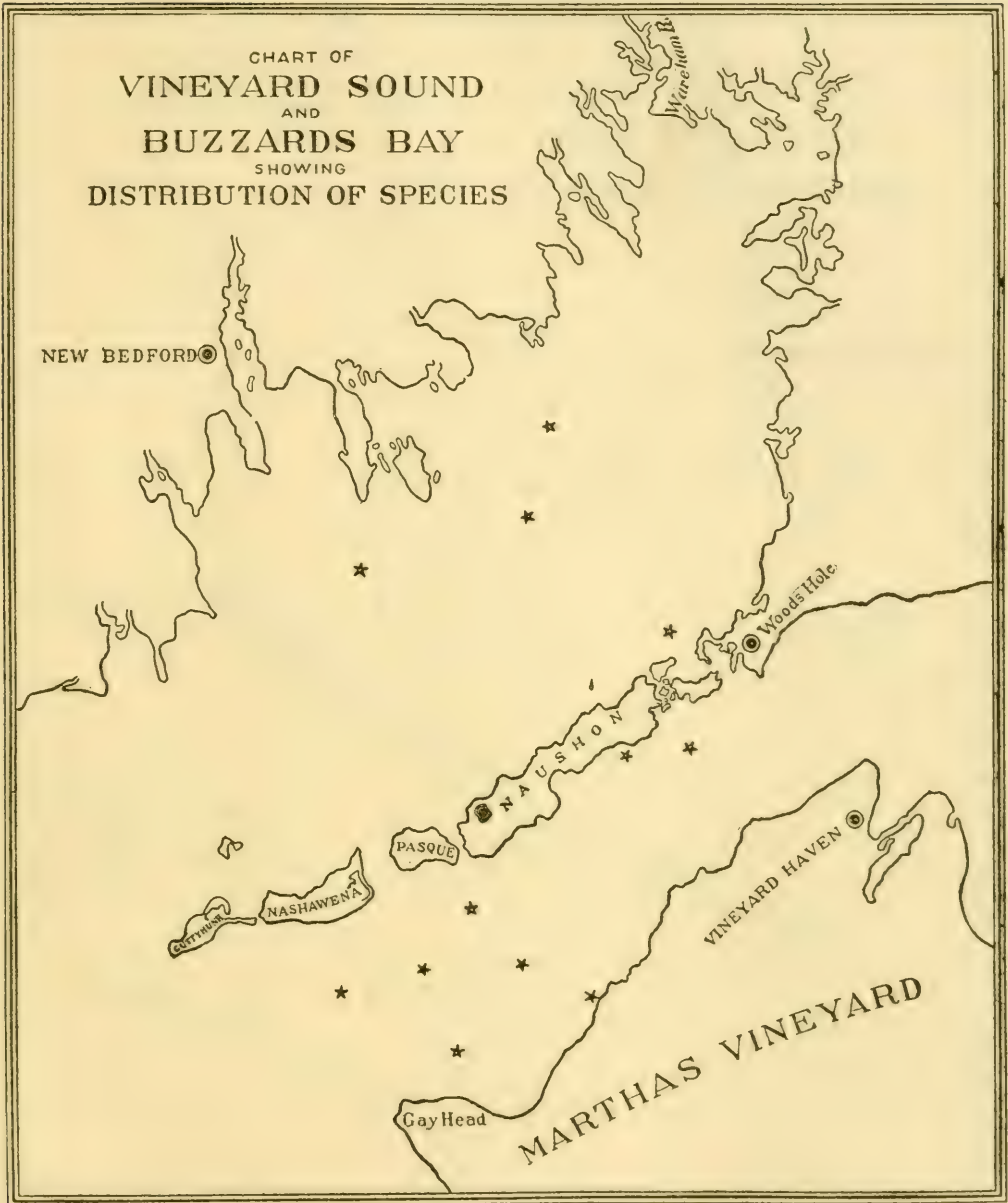 CHART OF
VINEYARD SOUND
AND
BUZZARDS BAY
SHOWING
DISTRIBUTION OF SPECIES
Wareham R.
NEW BEDFORD
Woods Hole.
NAUSHON
PASQUE
NASHAWENA
CUTTYHUNK
VINEYARD HAVEN
MARTHAS VINEYARD
Gay Head